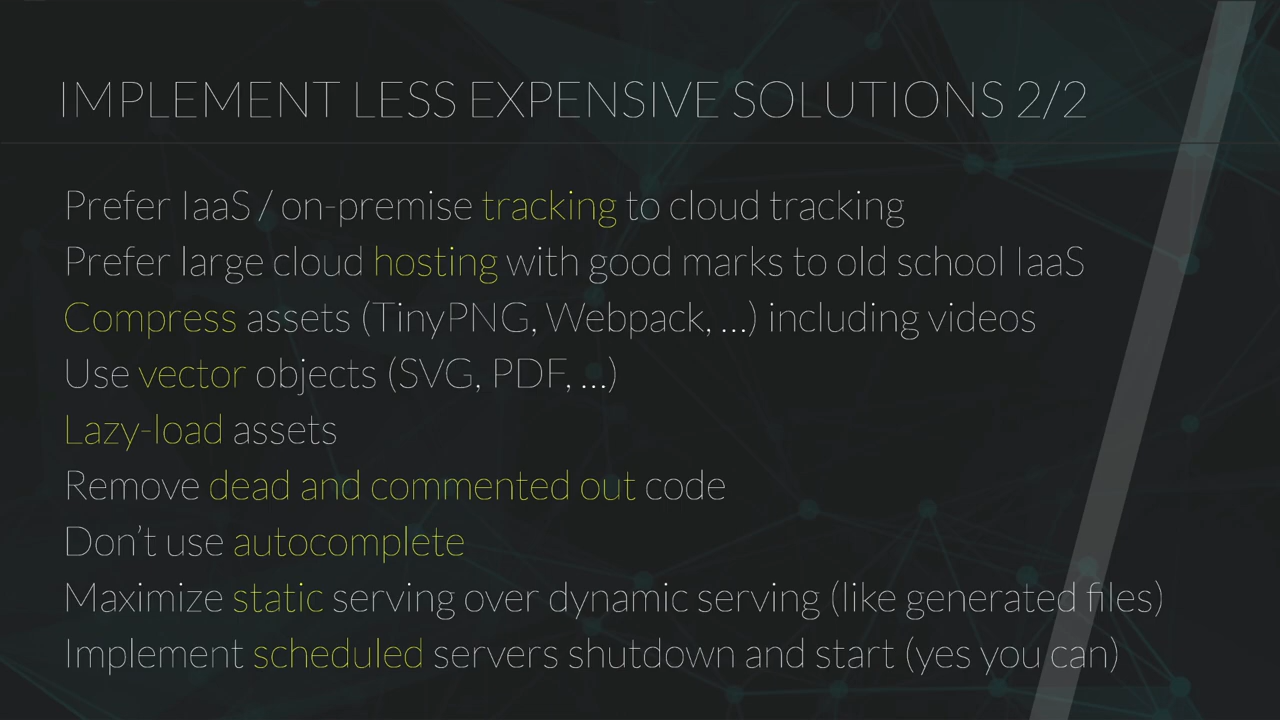 IMPLEMENT LESS EXPENSIVE SOLUTIONS 2/2
Prefer IaaS / on-premise tracking to cloud tracking
Prefer large cloud hosting with good marks to old school IaaS
Compress assets (TinyPNG, Webpack, ...) including videos
Use vector objects (SVG, PDF, ...)
Lazy-load assets
Remove dead and commented out code
Don't use autocomplete
Maximize static serving over dynamic serving (like generated files)
Implement scheduled servers shutdown and start (yes you can)